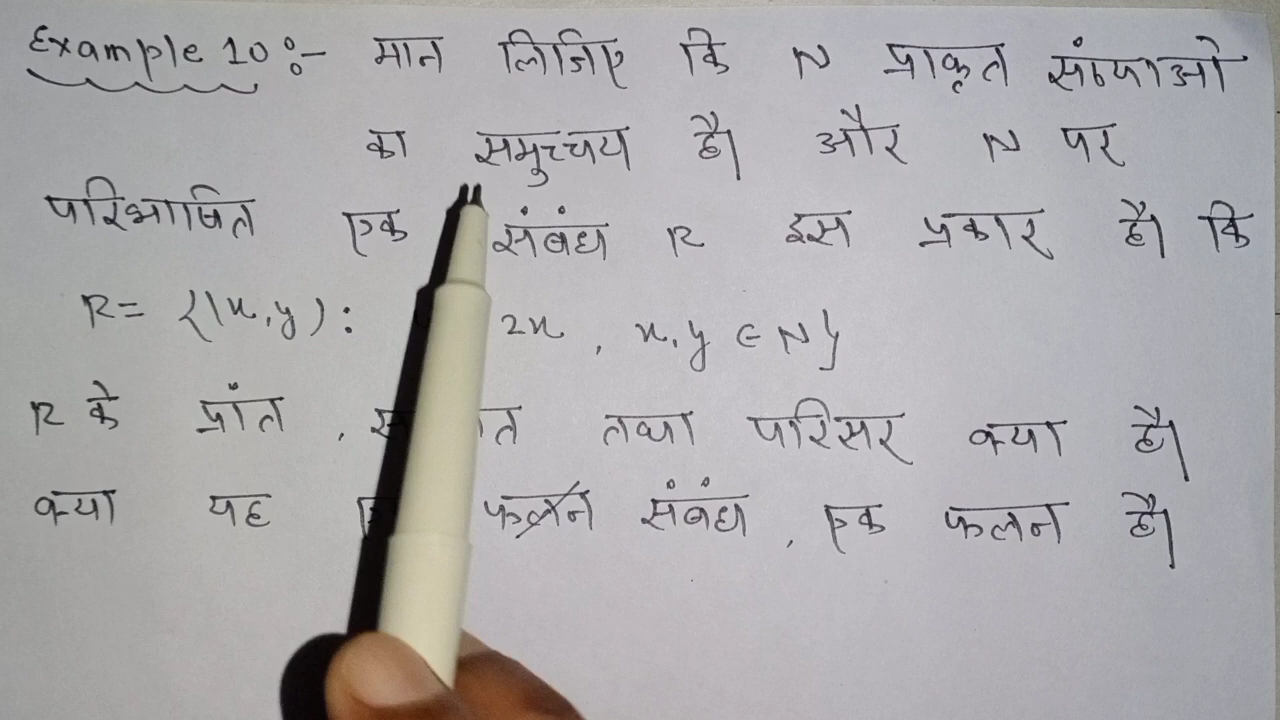 Example 10 :- मान लिजिए कि N प्राकृत संख्याओ
का समुच्चय है। और N पर
परिभाषित एक संबंध R इस प्रकार है। कि
R = {(x,y): 2x , x,y ∈ N}
R के प्रांत , तथा परिसर क्या है।
क्या यह फलन संबंध , एक फलन है।